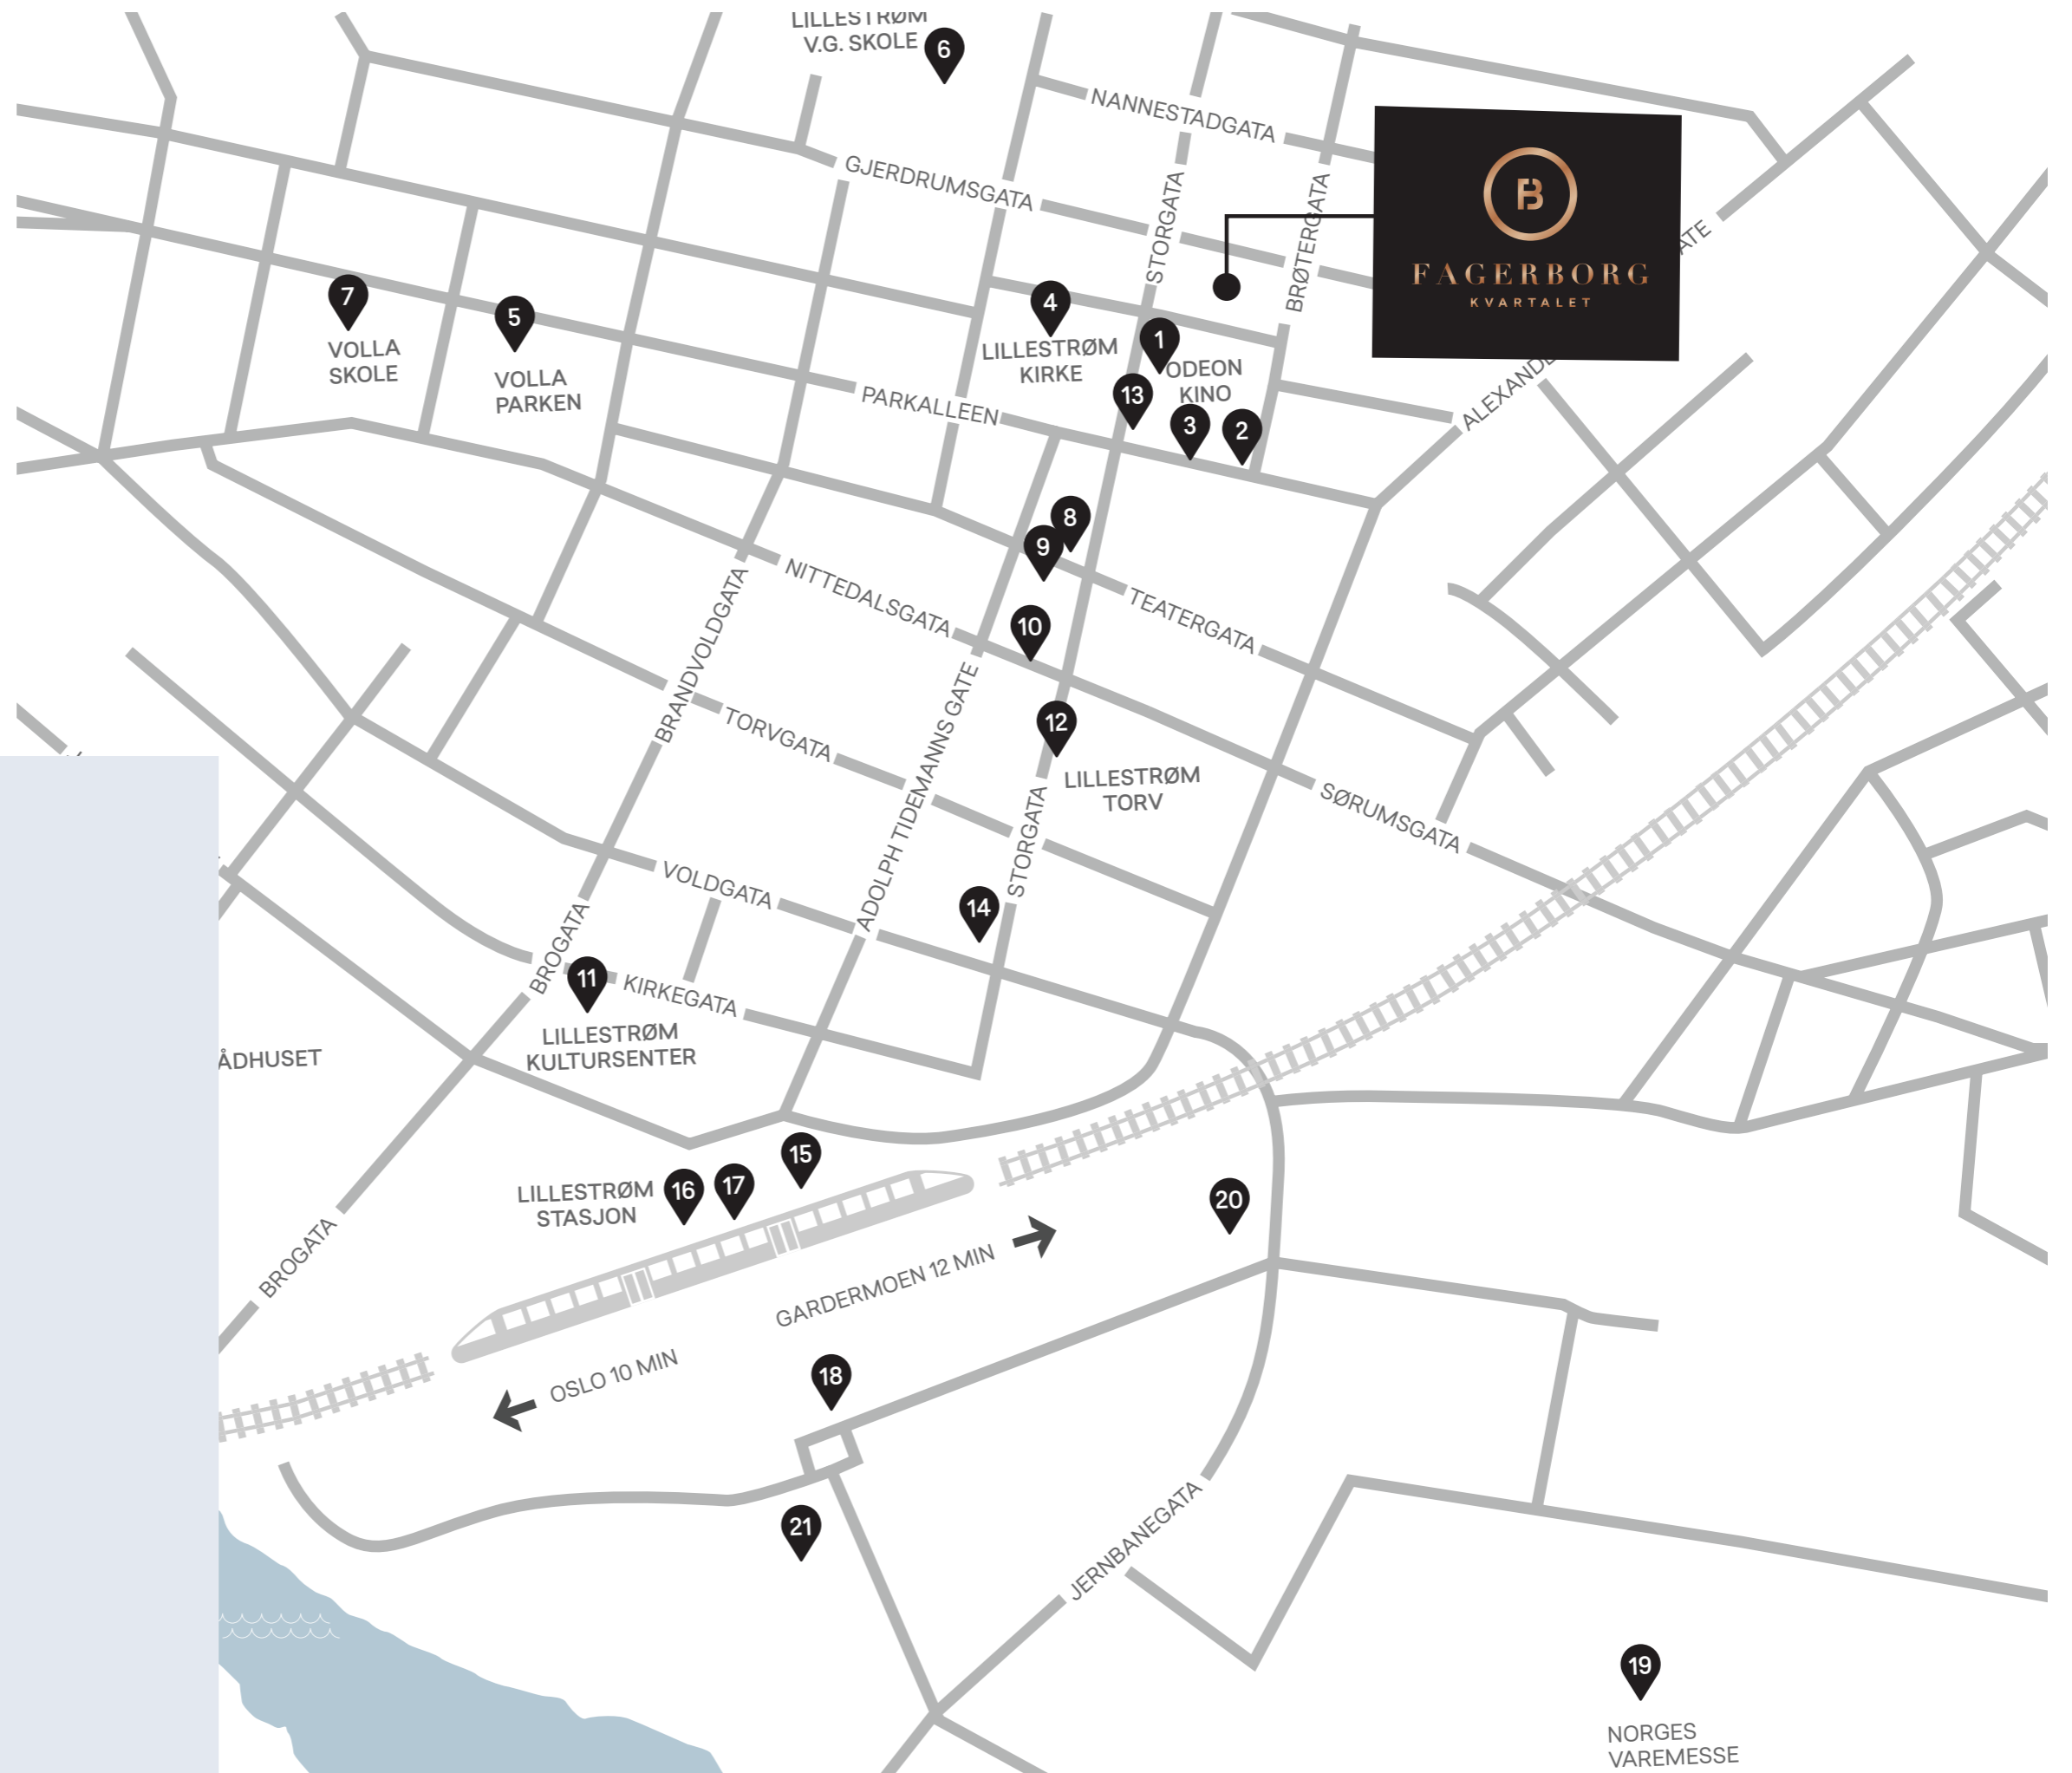 LILLESTRØM
V.G. SKOLE
6
NANNESTADGATA
GJERDRUMSGATA
STORGATA
BRØTERGATA
B
FAGERBORG
KVARTALET
7
VOLLA
SKOLE
5
VOLLA
PARKEN
4
LILLESTRØM
KIRKE
1
ODEON
KINO
13
3
2
PARKALLEEN
8
9
NITTEDALSGATA
TEATERGATA
10
BRANDVOLDGATA
TORVGATA
ADOLPH TIDEMANNS GATE
12
LILLESTRØM
TORV
STORGATA
SØRUMSGATA
VOLDGATA
14
BROGATA
11
KIRKEGATA
LILLESTRØM
KULTURSENTER
ÅDHUSET
15
LILLESTRØM
STASJON
16
17
20
BROGATA
GARDERMOEN 12 MIN
OSLO 10 MIN
18
21
JERNBANEGATA
19
NORGES
VAREMESSE